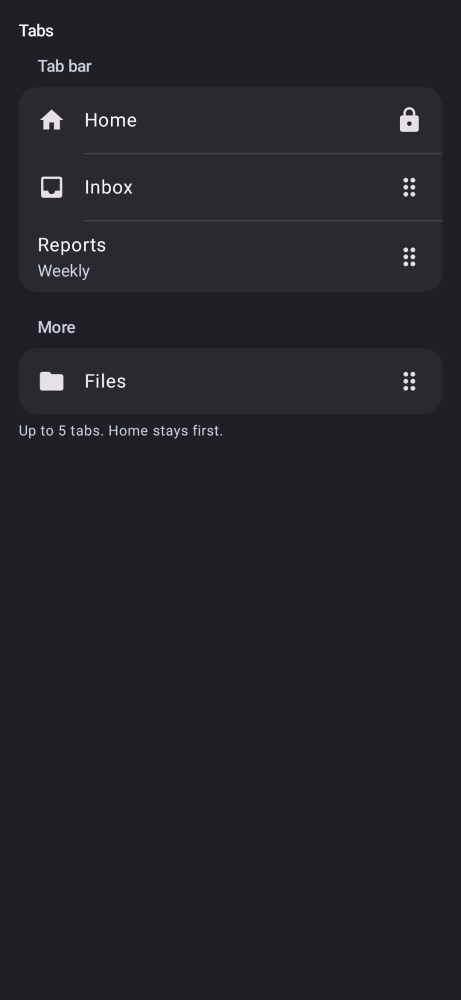 Tabs
Tab bar
Home
Inbox
Reports
Weekly
More
Files
Up to 5 tabs. Home stays first.